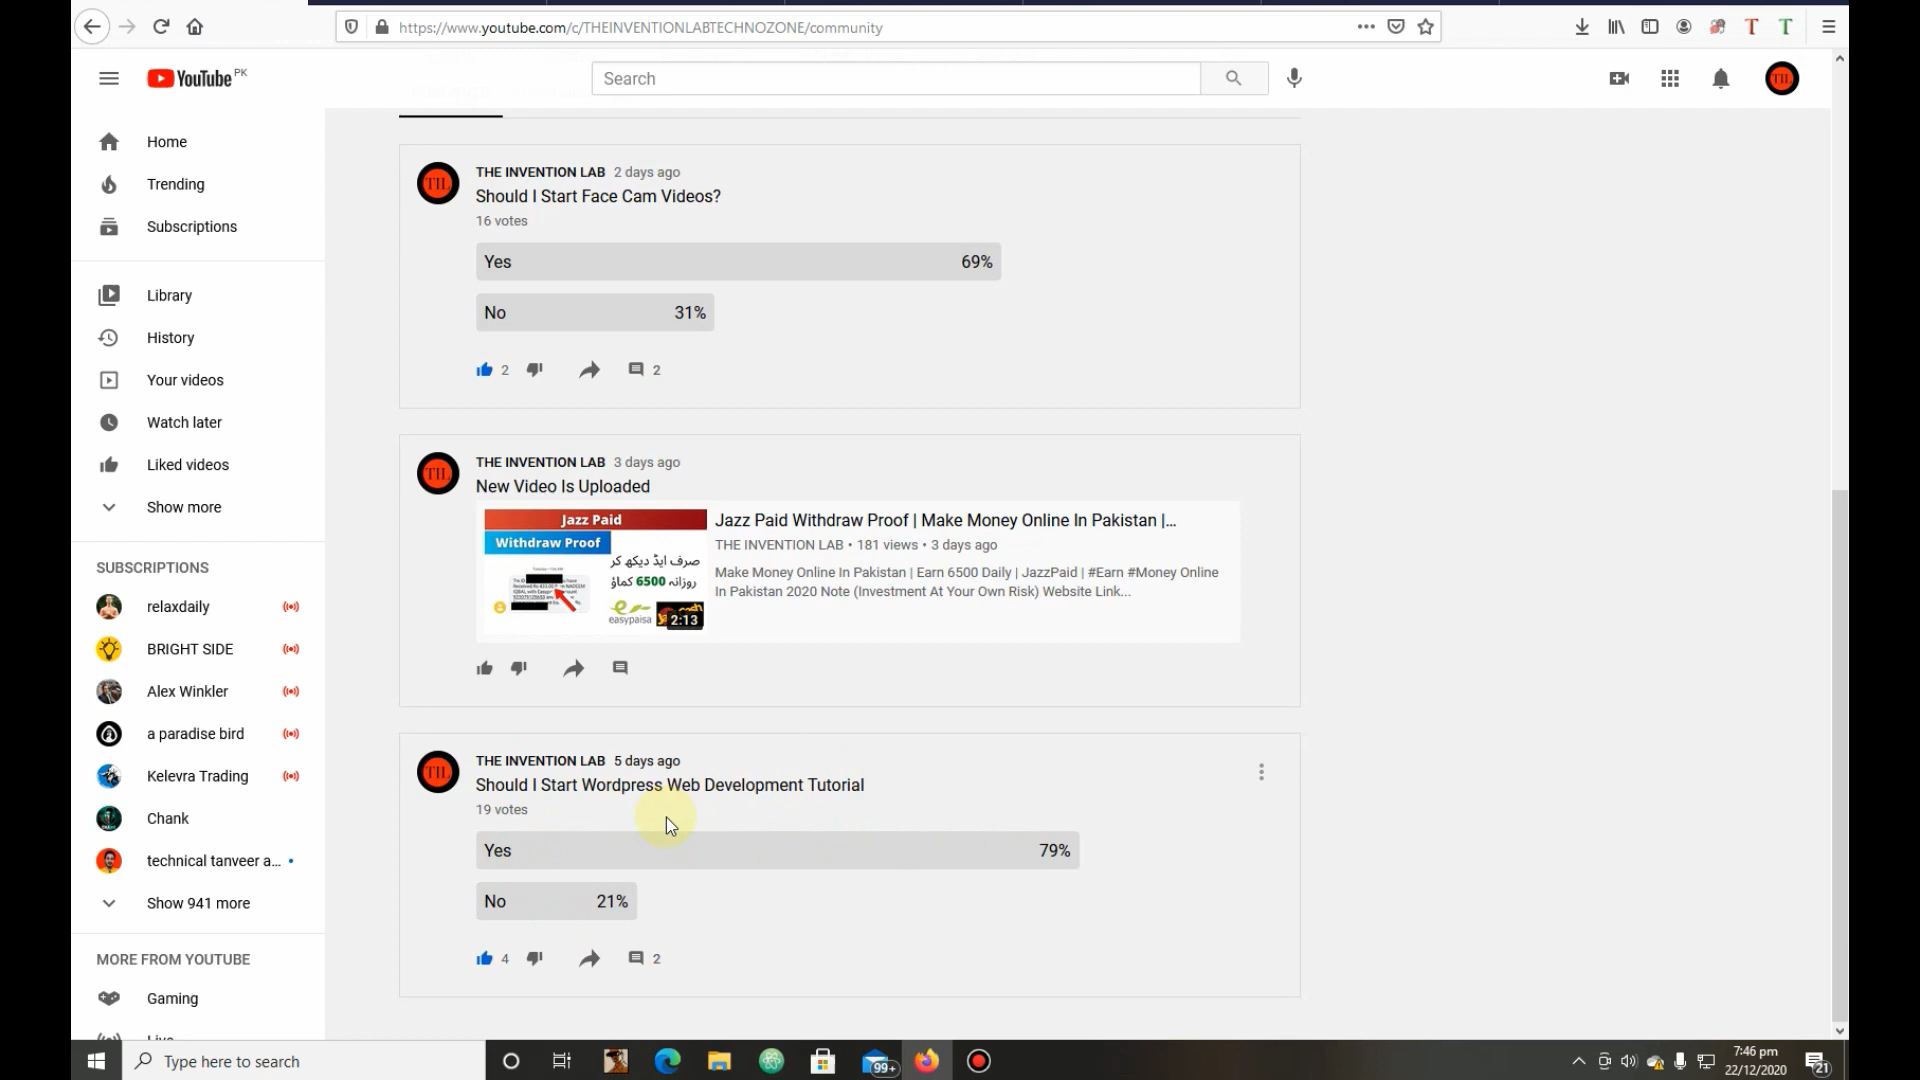 https://www.youtube.com/c/THEINVENTIONLABTECHNOZONE/community
YouTube PK
Search
TIL
Home
Trending
Subscriptions
Library
History
Your videos
Watch later
Liked videos
Show more
SUBSCRIPTIONS
relaxdaily
BRIGHT SIDE
Alex Winkler
a paradise bird
Kelevra Trading
Chank
technical tanveer a...
Show 941 more
MORE FROM YOUTUBE
Gaming
Live
TIL
THE INVENTION LAB 2 days ago
Should I Start Face Cam Videos?
16 votes
Yes 69%
No 31%
2 2
TIL
THE INVENTION LAB 3 days ago
New Video Is Uploaded
Jazz Paid
Withdraw Proof
صرف ایڈ دیکھ کر
روزانہ 6500 کماؤ
easypaisa
2:13
Jazz Paid Withdraw Proof | Make Money Online In Pakistan |...
THE INVENTION LAB • 181 views • 3 days ago
Make Money Online In Pakistan | Earn 6500 Daily | JazzPaid | #Earn #Money Online
In Pakistan 2020 Note (Investment At Your Own Risk) Website Link...
TIL
THE INVENTION LAB 5 days ago
Should I Start Wordpress Web Development Tutorial
19 votes
Yes 79%
No 21%
4 2
Type here to search
99+
7:46 pm
22/12/2020
21